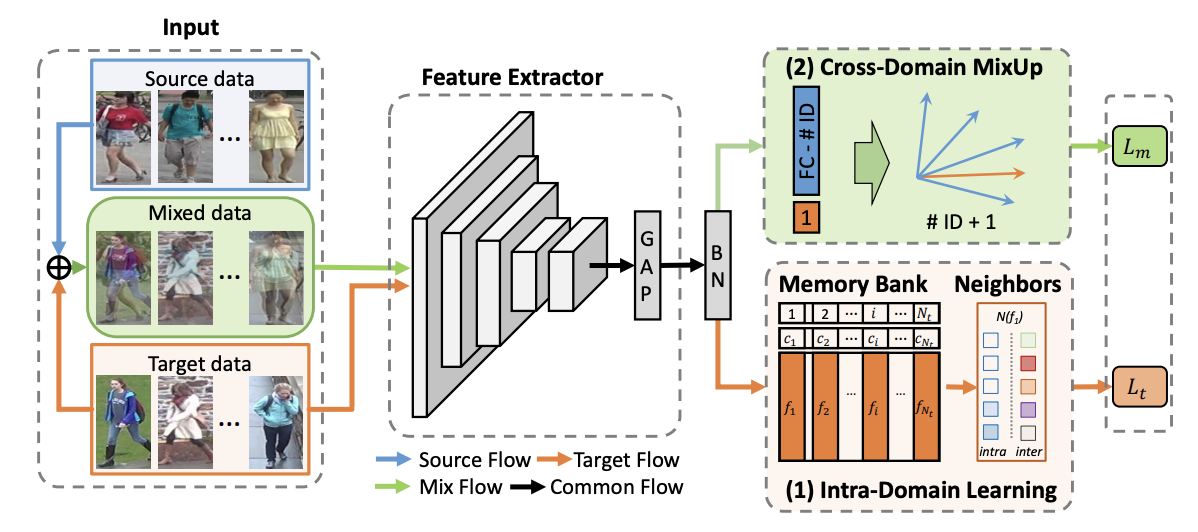 Input
Source data
...
Mixed data
...
Target data
...
Feature Extractor
G
A
P
B
N
(2) Cross-Domain MixUp
FC - # ID
1
# ID + 1
L_m
Memory Bank
Neighbors
1 2 ... i ... N_t
c_1 c_2 ... c_i ... c_{N_t}
f_1 f_2 ... f_i ... f_{N_t}
N(f_1)
intra inter
(1) Intra-Domain Learning
L_t
Source Flow
Target Flow
Mix Flow
Common Flow